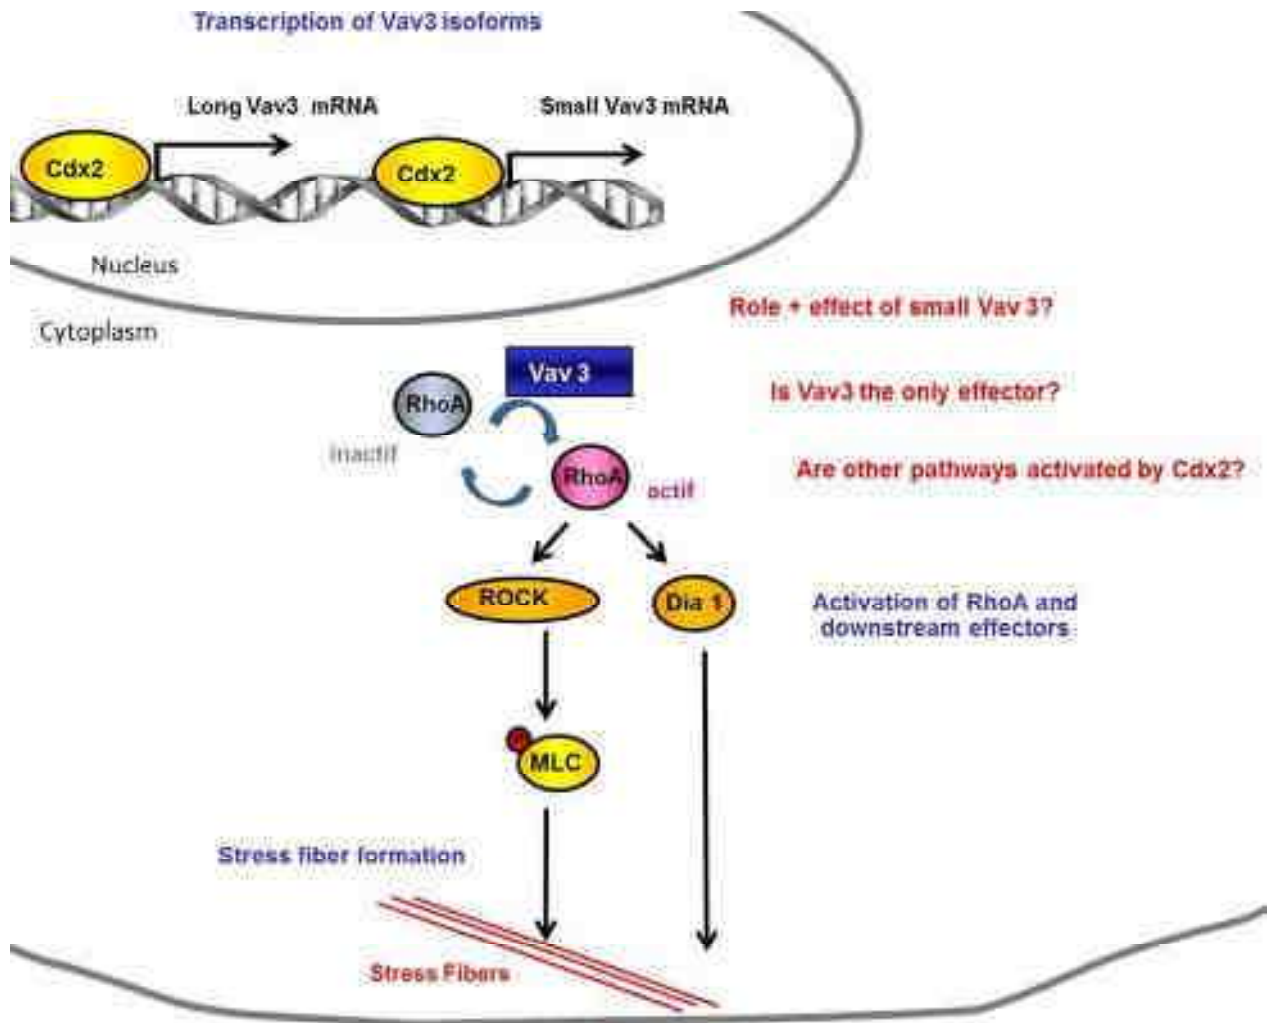 Transcription of Vav3 isoforms
Long Vav3 mRNA
Small Vav3 mRNA
Cdx2
Cdx2
Nucleus
Cytoplasm
Role + effect of small Vav 3?
Vav 3
Is Vav3 the only effector?
RhoA
inactif
Are other pathways activated by Cdx2?
RhoA
actif
ROCK
Dia 1
Activation of RhoA and
downstream effectors
MLC
Stress fiber formation
Stress Fibers